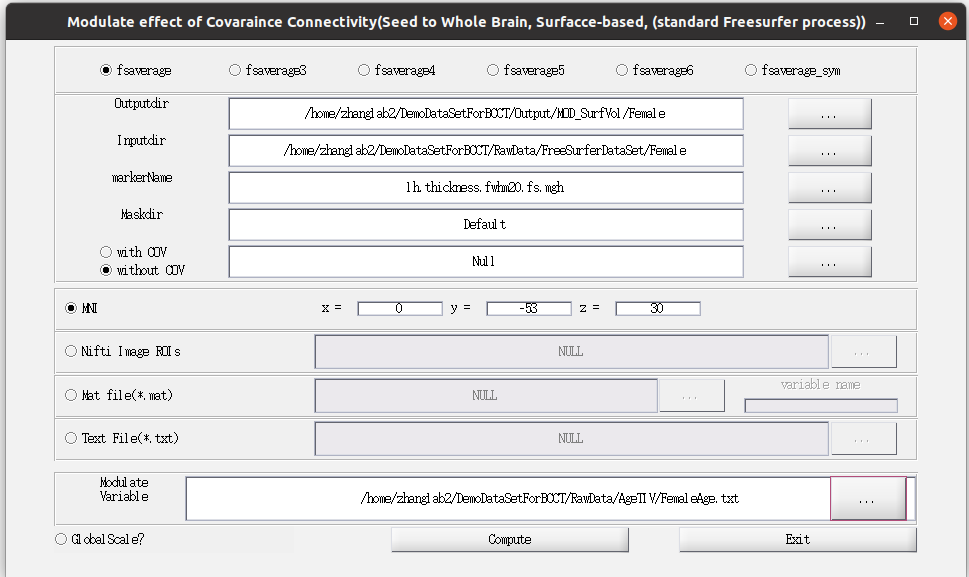 Modulate effect of Covaraince Connectivity(Seed to Whole Brain, Surfacce-based, (standard Freesurfer process))
fsaverage fsaverage3 fsaverage4 fsaverage5 fsaverage6 fsaverage_sym
Outputdir /home/zhanglab2/DemoDataSetForBCCT/Output/MOD_SurfVol/Female ...
Inputdir /home/zhanglab2/DemoDataSetForBCCT/RawData/FreeSurferDataSet/Female ...
markerName lh.thickness.fwhm20.fs.mgh ...
Maskdir Default ...
with COV
without COV Null ...
MNI x = 0 y = -53 z = 30
Nifti Image ROIs NULL ...
Mat file(*.mat) NULL ... variable name
Text File(*.txt) NULL ...
Modulate
Variable /home/zhanglab2/DemoDataSetForBCCT/RawData/AgeTIV/FemaleAge.txt ...
GlobalScale? Compute Exit